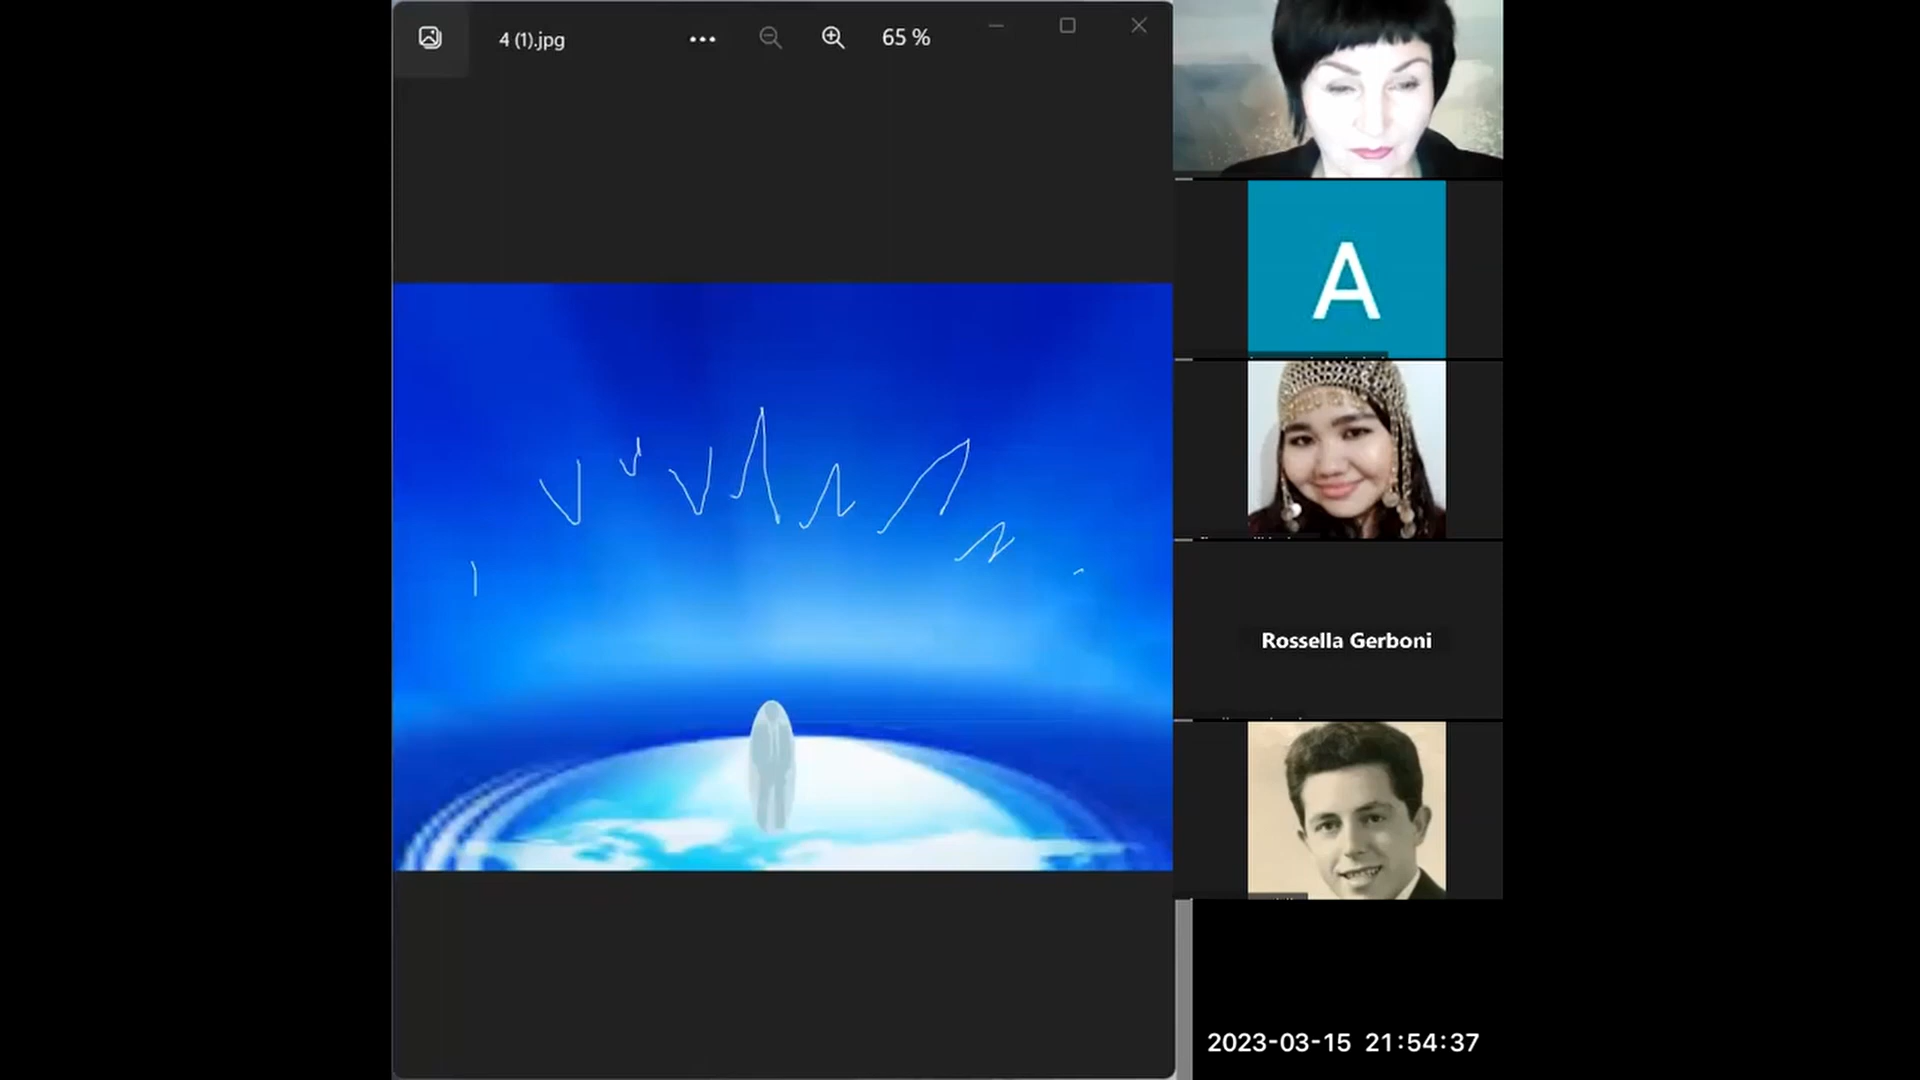 4 (1).jpg
65 %
A
Rossella Gerboni
2023-03-15 21:54:37